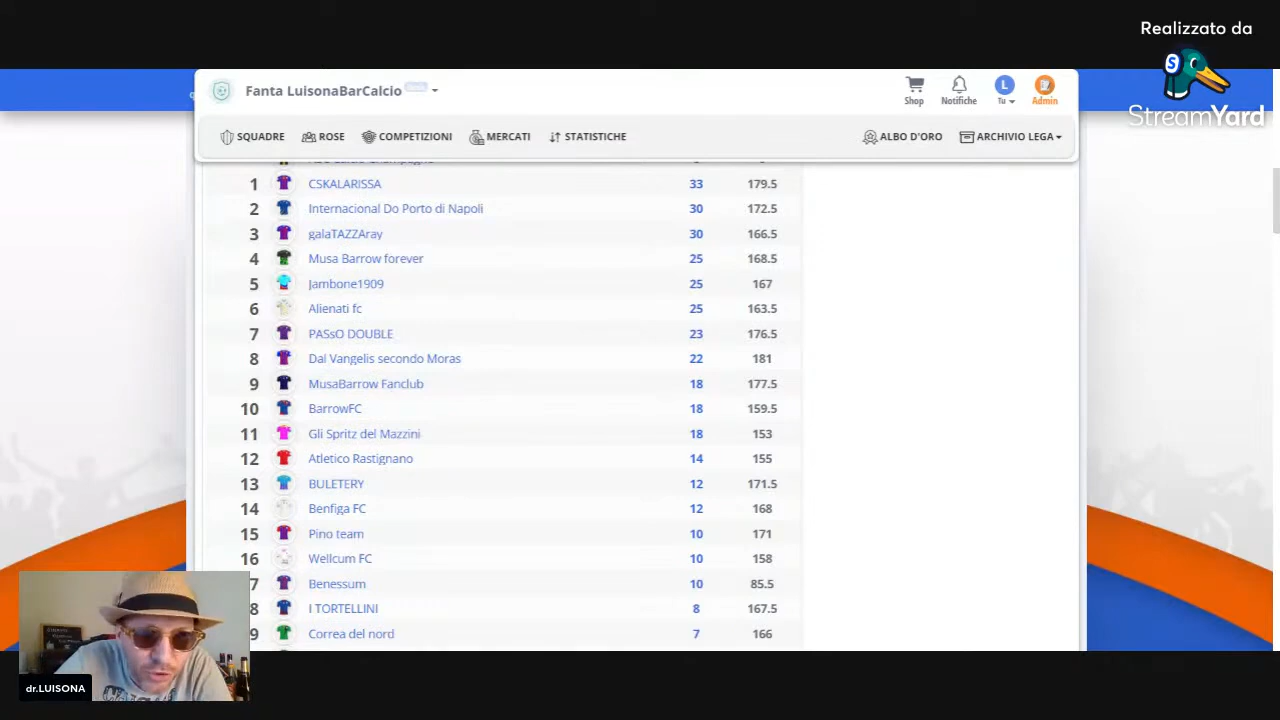 Realizzato da
StreamYard
Fanta LuisonaBarCalcio
Shop
Notifiche
L
Tu
Admin
SQUADRE ROSE COMPETIZIONI MERCATI STATISTICHE ALBO D'ORO ARCHIVIO LEGA
1 CSKALARISSA 33 179.5
2 Internacional Do Porto di Napoli 30 172.5
3 galaTAZZAray 30 166.5
4 Musa Barrow forever 25 168.5
5 Jambone1909 25 167
6 Alienati fc 25 163.5
7 PASsO DOUBLE 23 176.5
8 Dal Vangelis secondo Moras 22 181
9 MusaBarrow Fanclub 18 177.5
10 BarrowFC 18 159.5
11 Gli Spritz del Mazzini 18 153
12 Atletico Rastignano 14 155
13 BULETERY 12 171.5
14 Benfiga FC 12 168
15 Pino team 10 171
16 Wellcum FC 10 158
7 Benessum 10 85.5
8 I TORTELLINI 8 167.5
9 Correa del nord 7 166
dr.LUISONA